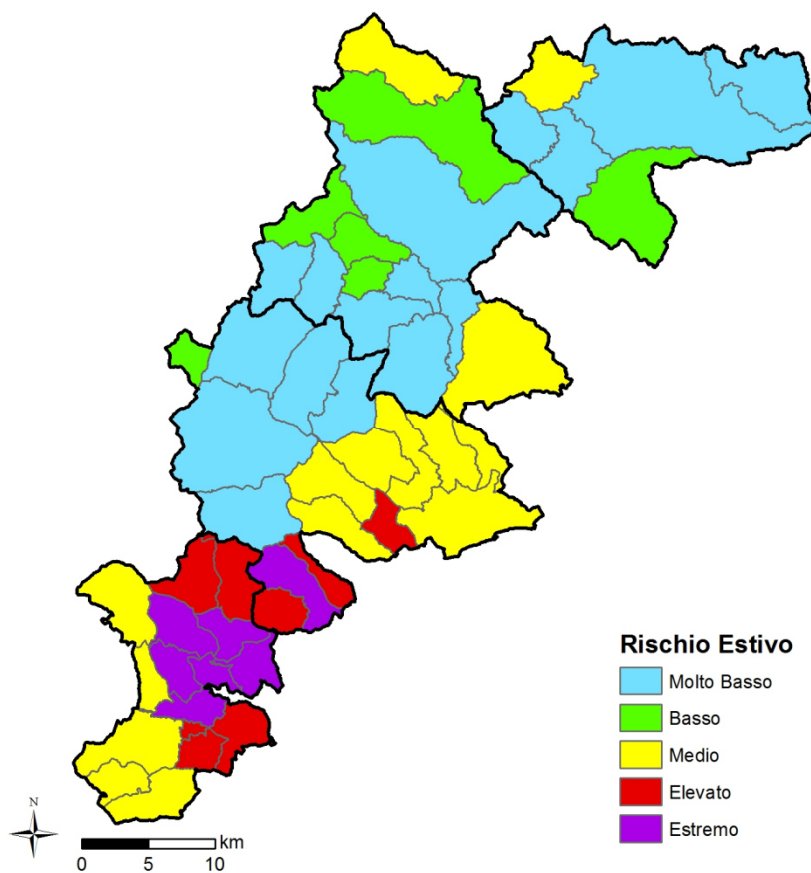 Rischio Estivo
Molto Basso
Basso
Medio
Elevato
Estremo
N
km
0 5 10